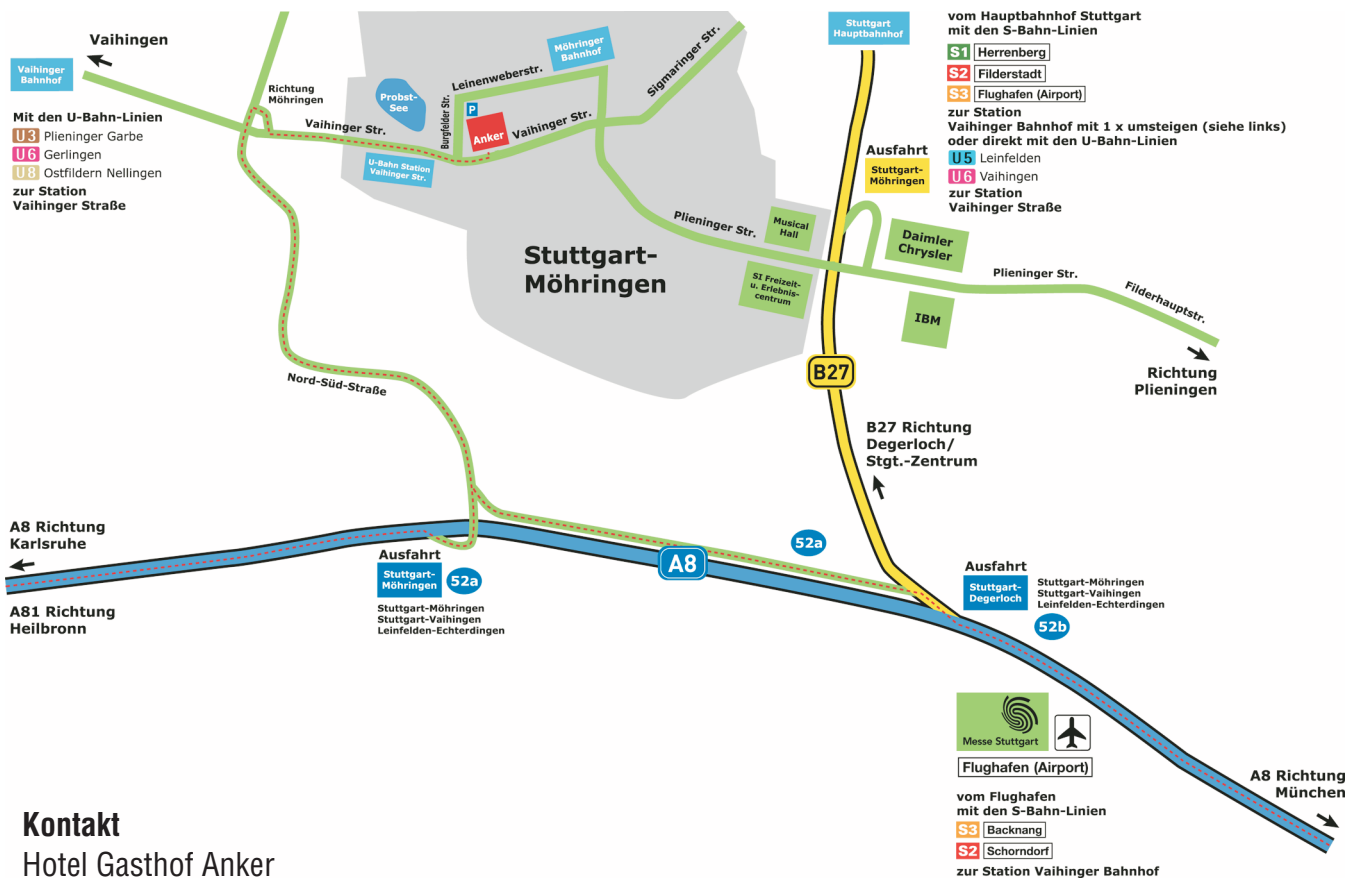 Vaihingen
Vaihinger
Bahnhof
Mit den U-Bahn-Linien
U3 Plieninger Garbe
U6 Gerlingen
U8 Ostfildern Nellingen
zur Station
Vaihinger Straße
Richtung
Möhringen
Vaihinger Str.
Probst-
See
U-Bahn Station
Vaihinger Str.
Burgfelder Str.
Leinenweberstr.
Möhringer
Bahnhof
P
Anker
Vaihinger Str.
Sigmaringer Str.
Stuttgart
Hauptbahnhof
vom Hauptbahnhof Stuttgart
mit den S-Bahn-Linien
S1 Herrenberg
S2 Filderstadt
S3 Flughafen (Airport)
zur Station
Vaihinger Bahnhof mit 1 x umsteigen (siehe links)
oder direkt mit den U-Bahn-Linien
U5 Leinfelden
U6 Vaihingen
zur Station
Vaihinger Straße
Ausfahrt
Stuttgart-
Möhringen
Stuttgart-
Möhringen
Plieninger Str.
Musical
Hall
SI Freizeit-
u. Erlebnis-
centrum
Daimler
Chrysler
IBM
Plieninger Str.
Filderhauptstr.
Richtung
Plieningen
B27
B27 Richtung
Degerloch/
Stgt.-Zentrum
Nord-Süd-Straße
A8 Richtung
Karlsruhe
A81 Richtung
Heilbronn
Ausfahrt
Stuttgart-
Möhringen
52a
Stuttgart-Möhringen
Stuttgart-Vaihingen
Leinfelden-Echterdingen
A8
52a
Ausfahrt
Stuttgart-
Degerloch
Stuttgart-Möhringen
Stuttgart-Vaihingen
Leinfelden-Echterdingen
52b
Messe Stuttgart
Flughafen (Airport)
vom Flughafen
mit den S-Bahn-Linien
S3 Backnang
S2 Schorndorf
zur Station Vaihinger Bahnhof
A8 Richtung
München
Kontakt
Hotel Gasthof Anker